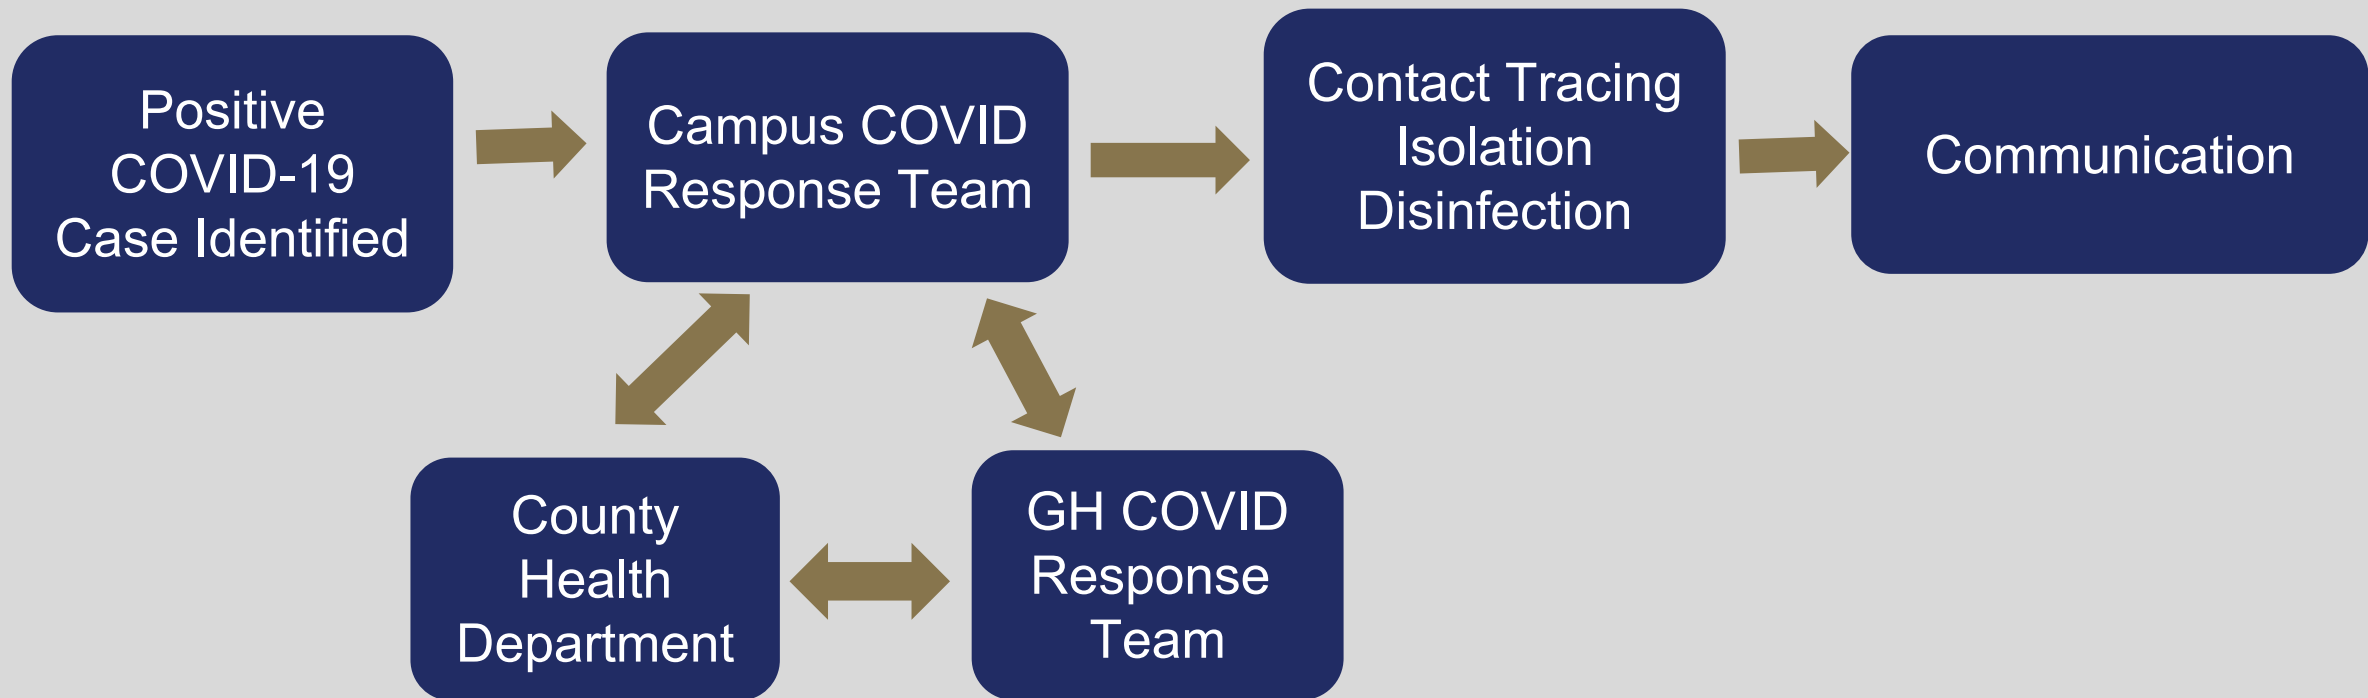 Positive
COVID-19
Case Identified
Campus COVID
Response Team
Contact Tracing
Isolation
Disinfection
Communication
County
Health
Department
GH COVID
Response
Team